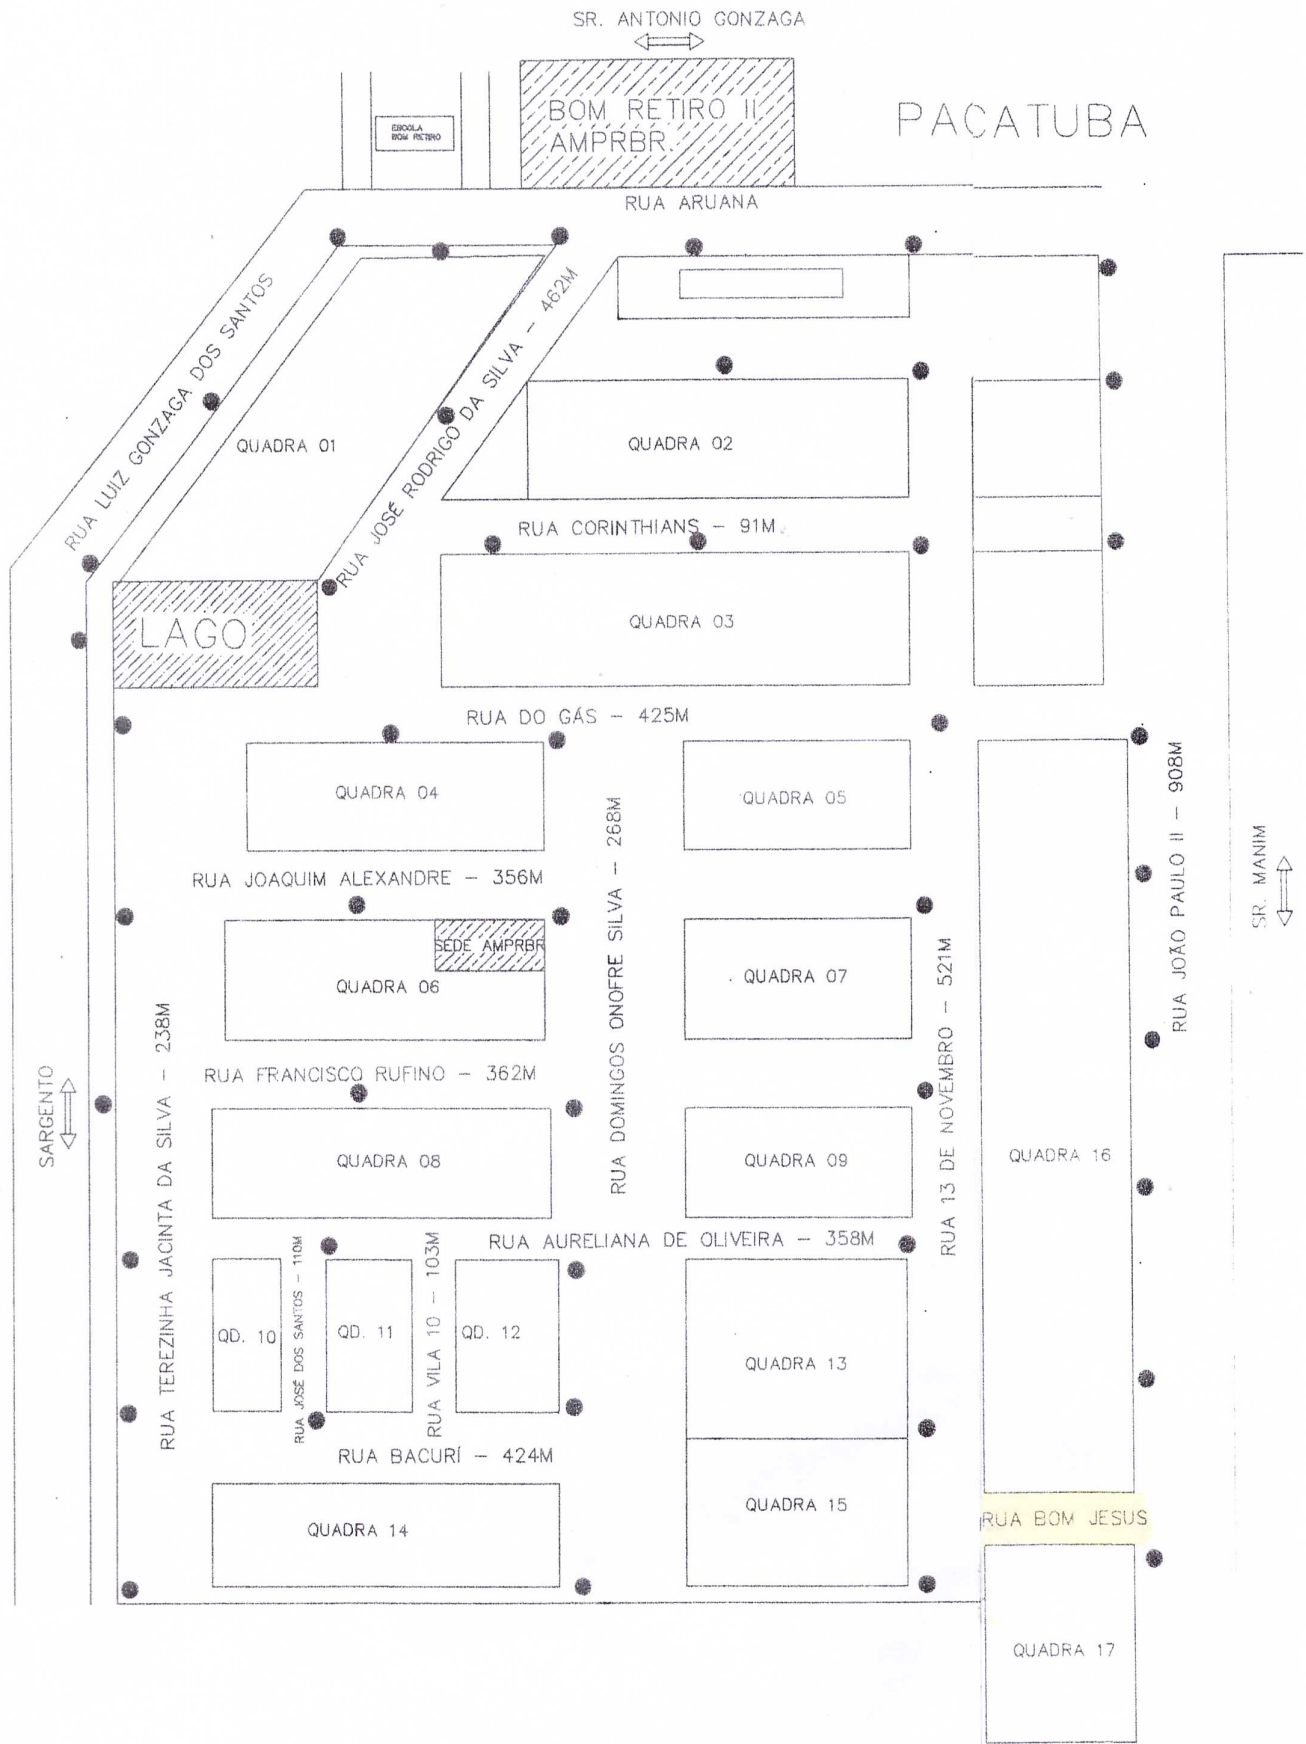 SR. ANTONIO GONZAGA
BOM RETIRO II
AMPRBR.
PACATUBA
ESCOLA
BOM RETIRO
RUA ARUANA
RUA LUIZ GONZAGA DOS SANTOS
RUA JOSÉ RODRIGO DA SILVA - 462M
QUADRA 01
QUADRA 02
RUA CORINTHIANS - 91M
QUADRA 03
LAGO
RUA DO GÁS - 425M
QUADRA 04
QUADRA 05
RUA JOAQUIM ALEXANDRE - 356M
RUA DOMINGOS ONOFRE SILVA - 268M
RUA JOÃO PAULO II - 908M
SR. MANIM
SEDE AMPRBR
QUADRA 06
QUADRA 07
RUA 13 DE NOVEMBRO - 521M
RUA FRANCISCO RUFINO - 362M
SARGENTO
RUA TEREZINHA JACINTA DA SILVA - 238M
QUADRA 08
QUADRA 09
QUADRA 16
RUA AURELIANA DE OLIVEIRA - 358M
QD. 10
RUA JOSÉ DOS SANTOS - 110M
QD. 11
RUA VILA 10 - 103M
QD. 12
QUADRA 13
RUA BACURÍ - 424M
QUADRA 14
QUADRA 15
RUA BOM JESUS
QUADRA 17